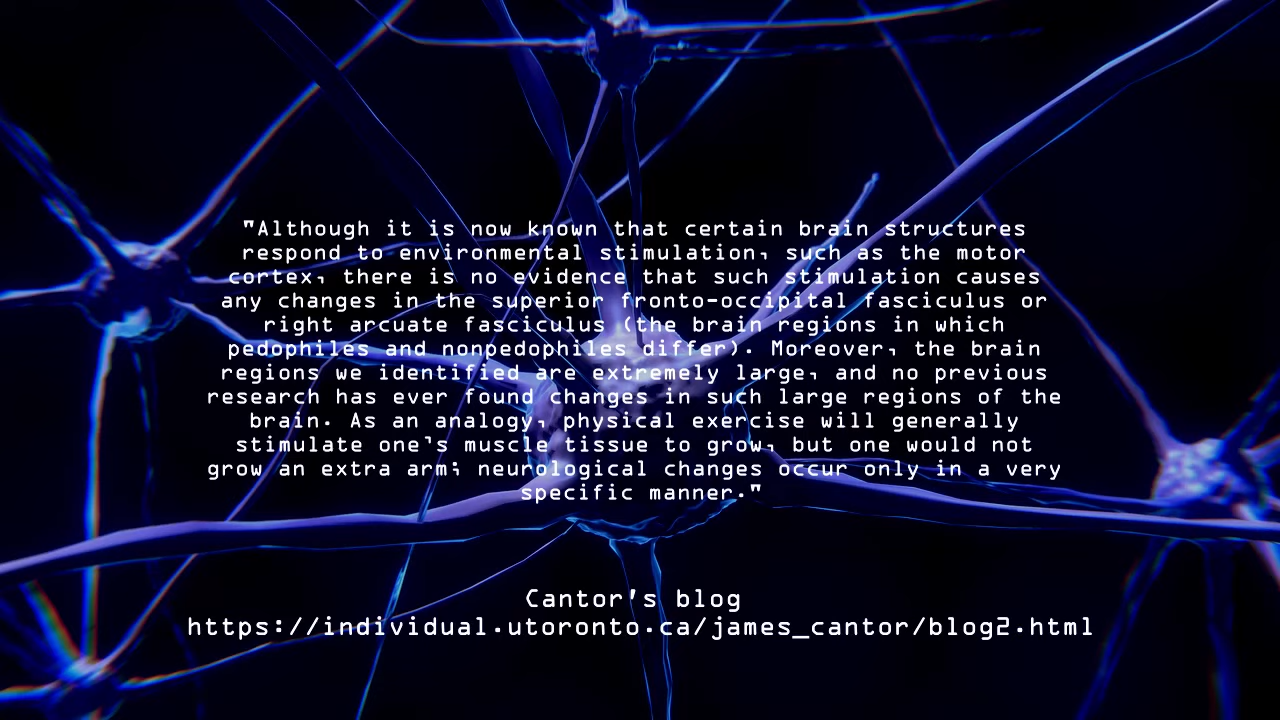 "Although it is now known that certain brain structures
respond to environmental stimulation, such as the motor
cortex, there is no evidence that such stimulation causes
any changes in the superior fronto-occipital fasciculus or
right arcuate fasciculus (the brain regions in which
pedophiles and nonpedophiles differ). Moreover, the brain
regions we identified are extremely large, and no previous
research has ever found changes in such large regions of the
brain. As an analogy, physical exercise will generally
stimulate one's muscle tissue to grow, but one would not
grow an extra arm; neurological changes occur only in a very
specific manner."
Cantor's blog
https://individual.utoronto.ca/james_cantor/blog2.html